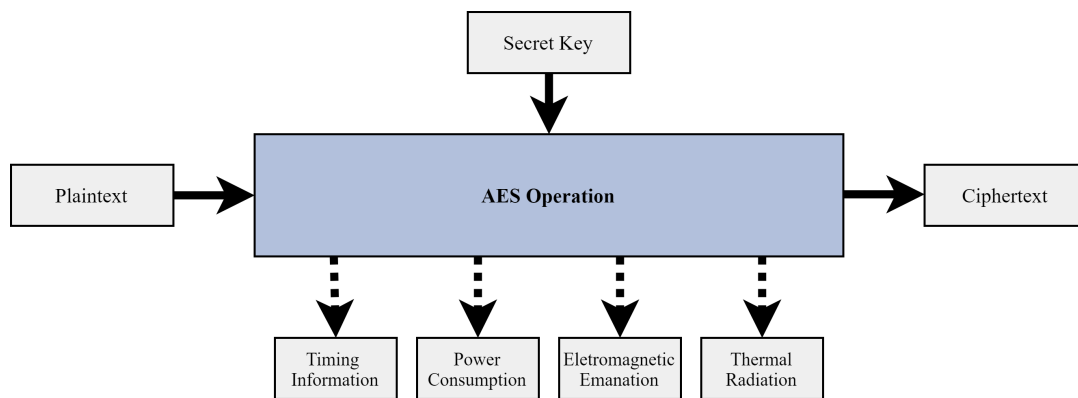 Secret Key
Plaintext
AES Operation
Ciphertext
Timing
Information
Power
Consumption
Eletromagnetic
Emanation
Thermal
Radiation